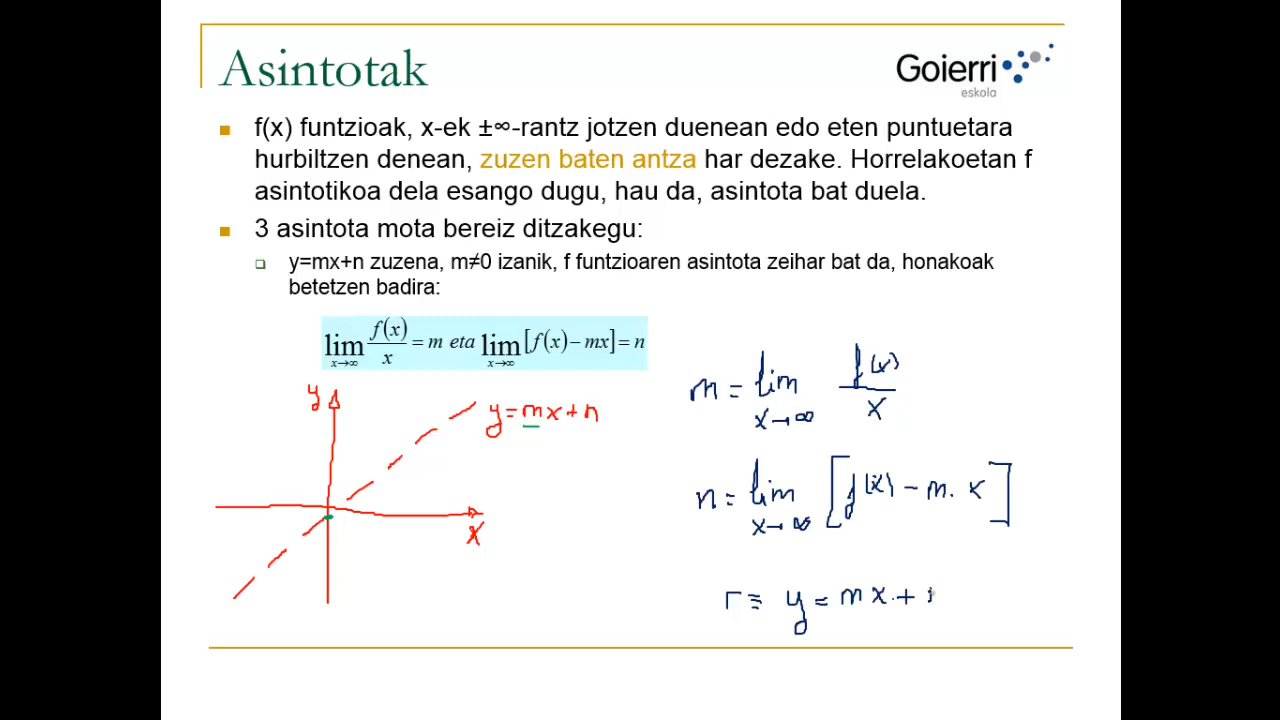 Asintotak
Goierri
eskola
■ f(x) funtzioak, x-ek ±∞-rantz jotzen duenean edo eten puntuetara
hurbiltzen denean, zuzen baten antza har dezake. Horrelakoetan f
asintotikoa dela esango dugu, hau da, asintota bat duela.
■ 3 asintota mota bereiz ditzakegu:
❑ y=mx+n zuzena, m≠0 izanik, f funtzioaren asintota zeihar bat da, honakoak
betetzen badira:
lim x→∞ f(x)/x = m eta lim x→∞ [f(x) − mx] = n
y
y = mx + n
x
m = lim x→∞ f(x)/x
n = lim x→∞ [f(x) − m · x]
r ≡ y = mx +